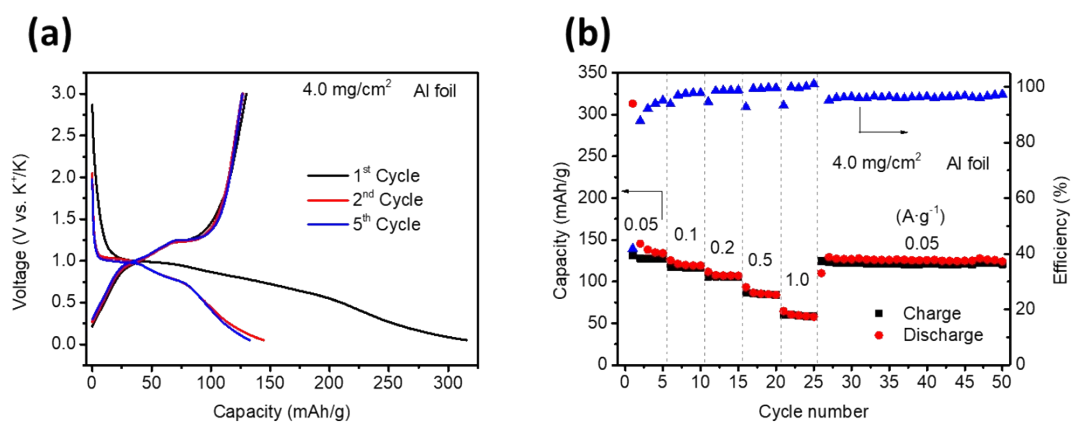 (a)
4.0 mg/cm² Al foil
1st Cycle
2nd Cycle
5th Cycle
Voltage (V vs. K⁺/K)
3.0
2.5
2.0
1.5
1.0
0.5
0.0
0 50 100 150 200 250 300
Capacity (mAh/g)
(b)
Capacity (mAh/g)
350
300
250
200
150
100
50
0
0.05
0.1
0.2
0.5
1.0
4.0 mg/cm² Al foil
(A·g⁻¹)
0.05
Charge
Discharge
100
80
60
40
20
0
Efficiency (%)
0 5 10 15 20 25 30 35 40 45 50
Cycle number